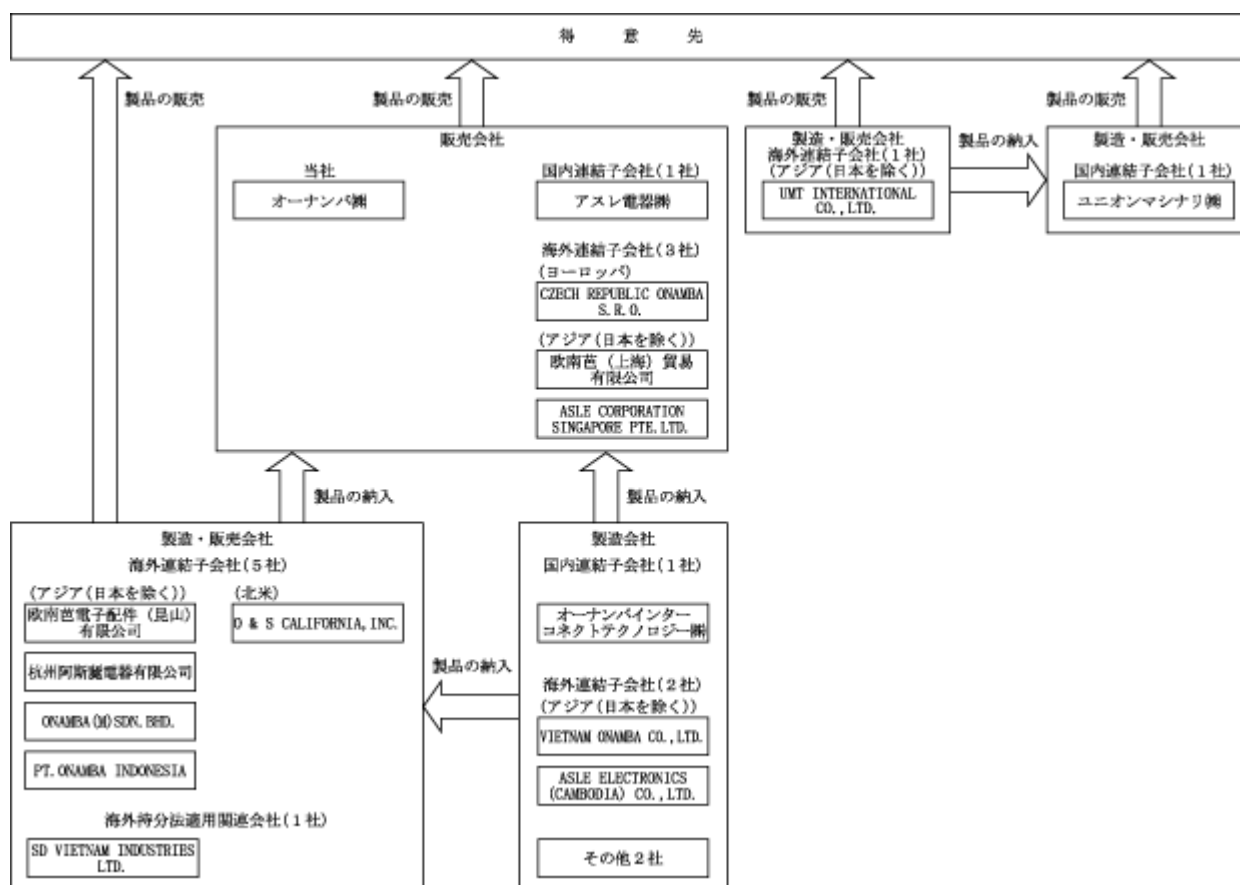 得意先
製品の販売
製品の販売
製品の販売
製品の販売
販売会社
当社
オーナンバ㈱
国内連結子会社(1社)
アスレ電器㈱
海外連結子会社(3社)
(ヨーロッパ)
CZECH REPUBLIC ONAMBA
S.R.O.
(アジア(日本を除く))
欧南芭（上海）貿易
有限公司
ASLE CORPORATION
SINGAPORE PTE.LTD.
製造・販売会社
海外連結子会社(1社)
(アジア(日本を除く))
UMT INTERNATIONAL
CO.,LTD.
製品の納入
製造・販売会社
国内連結子会社(1社)
ユニオンマシナリ㈱
製品の納入
製品の納入
製造・販売会社
海外連結子会社(5社)
(アジア(日本を除く))
欧南芭電子配件（昆山）
有限公司
杭州阿斯麗電器有限公司
ONAMBA(M)SDN.BHD.
PT.ONAMBA INDONESIA
(北米)
O & S CALIFORNIA,INC.
海外持分法適用関連会社(1社)
SD VIETNAM INDUSTRIES
LTD.
製品の納入
製造会社
国内連結子会社(1社)
オーナンバインター
コネクトテクノロジー㈱
海外連結子会社(2社)
(アジア(日本を除く))
VIETNAM ONAMBA CO.,LTD.
ASLE ELECTRONICS
(CAMBODIA) CO.,LTD.
その他2社